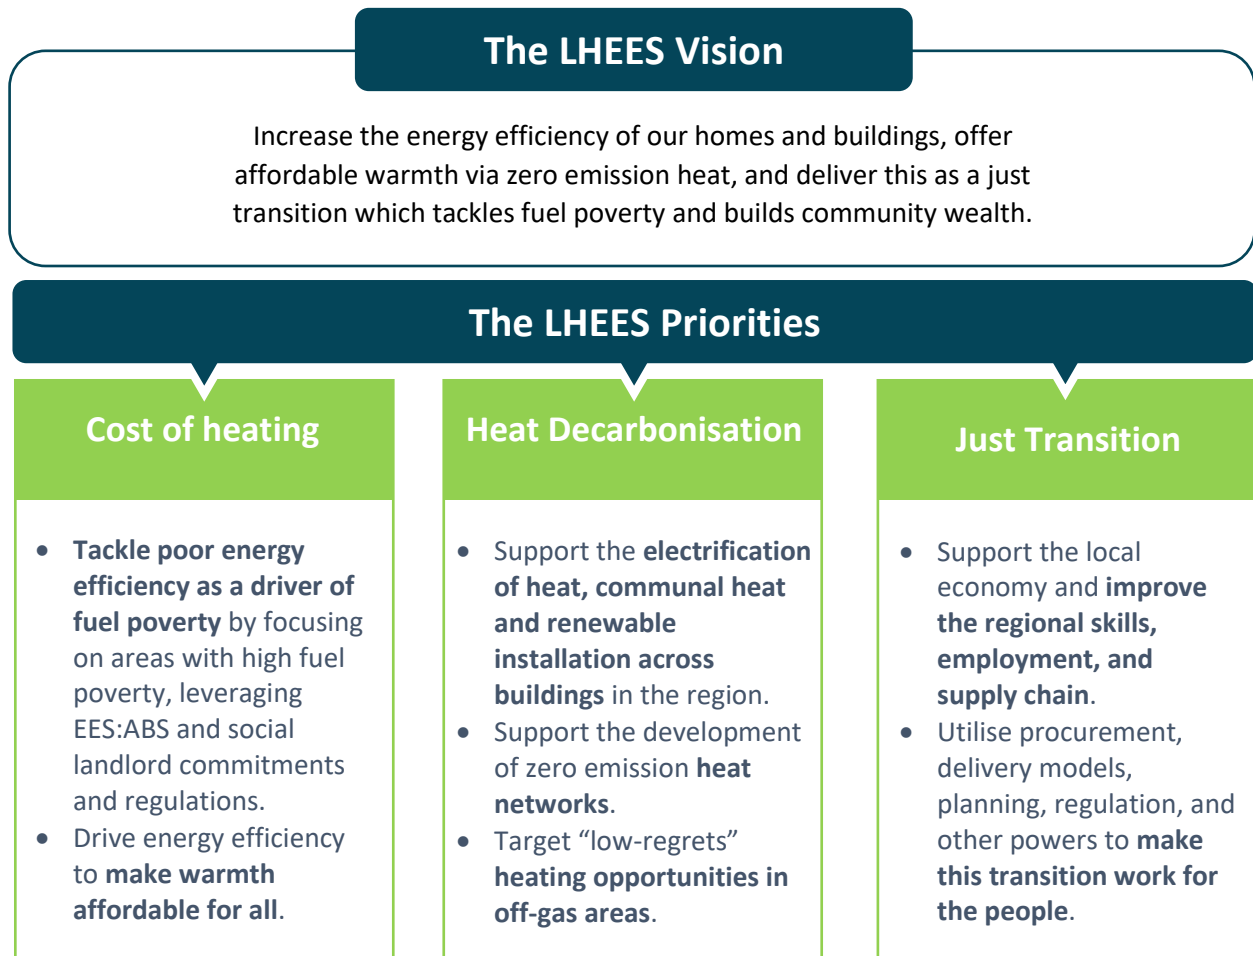 The LHEES Vision
Increase the energy efficiency of our homes and buildings, offer
affordable warmth via zero emission heat, and deliver this as a just
transition which tackles fuel poverty and builds community wealth.
The LHEES Priorities
Cost of heating
• Tackle poor energy
efficiency as a driver of
fuel poverty by focusing
on areas with high fuel
poverty, leveraging
EES:ABS and social
landlord commitments
and regulations.
• Drive energy efficiency
to make warmth
affordable for all.
Heat Decarbonisation
• Support the electrification
of heat, communal heat
and renewable
installation across
buildings in the region.
• Support the development
of zero emission heat
networks.
• Target “low-regrets”
heating opportunities in
off-gas areas.
Just Transition
• Support the local
economy and improve
the regional skills,
employment, and
supply chain.
• Utilise procurement,
delivery models,
planning, regulation, and
other powers to make
this transition work for
the people.